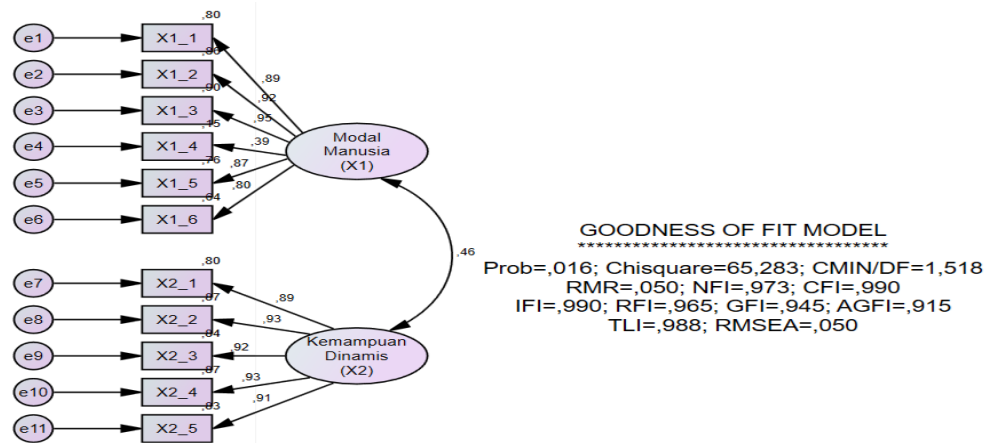 ,80
e1 X1_1
,86
e2 X1_2
,90
e3 X1_3
,15
e4 X1_4
,76
e5 X1_5
,64
e6 X1_6
,89
,92
,95
,39
,87
,80
Modal
Manusia
(X1)
,46
,80
e7 X2_1
,87
e8 X2_2
,84
e9 X2_3
,87
e10 X2_4
,83
e11 X2_5
,89
,93
,92
,93
,91
Kemampuan
Dinamis
(X2)
GOODNESS OF FIT MODEL
**********************************
Prob=,016; Chisquare=65,283; CMIN/DF=1,518
RMR=,050; NFI=,973; CFI=,990
IFI=,990; RFI=,965; GFI=,945; AGFI=,915
TLI=,988; RMSEA=,050